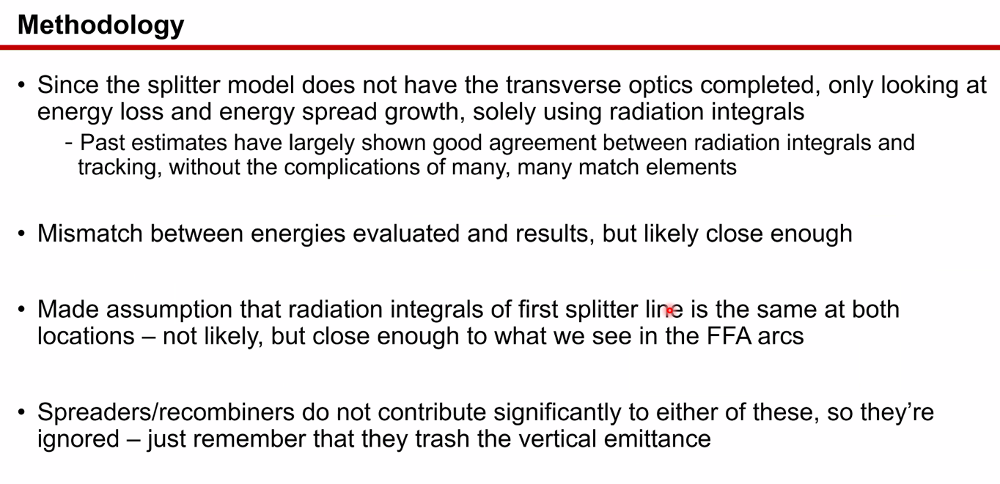 Methodology
• Since the splitter model does not have the transverse optics completed, only looking at
energy loss and energy spread growth, solely using radiation integrals
- Past estimates have largely shown good agreement between radiation integrals and
tracking, without the complications of many, many match elements
• Mismatch between energies evaluated and results, but likely close enough
• Made assumption that radiation integrals of first splitter line is the same at both
locations – not likely, but close enough to what we see in the FFA arcs
• Spreaders/recombiners do not contribute significantly to either of these, so they’re
ignored – just remember that they trash the vertical emittance